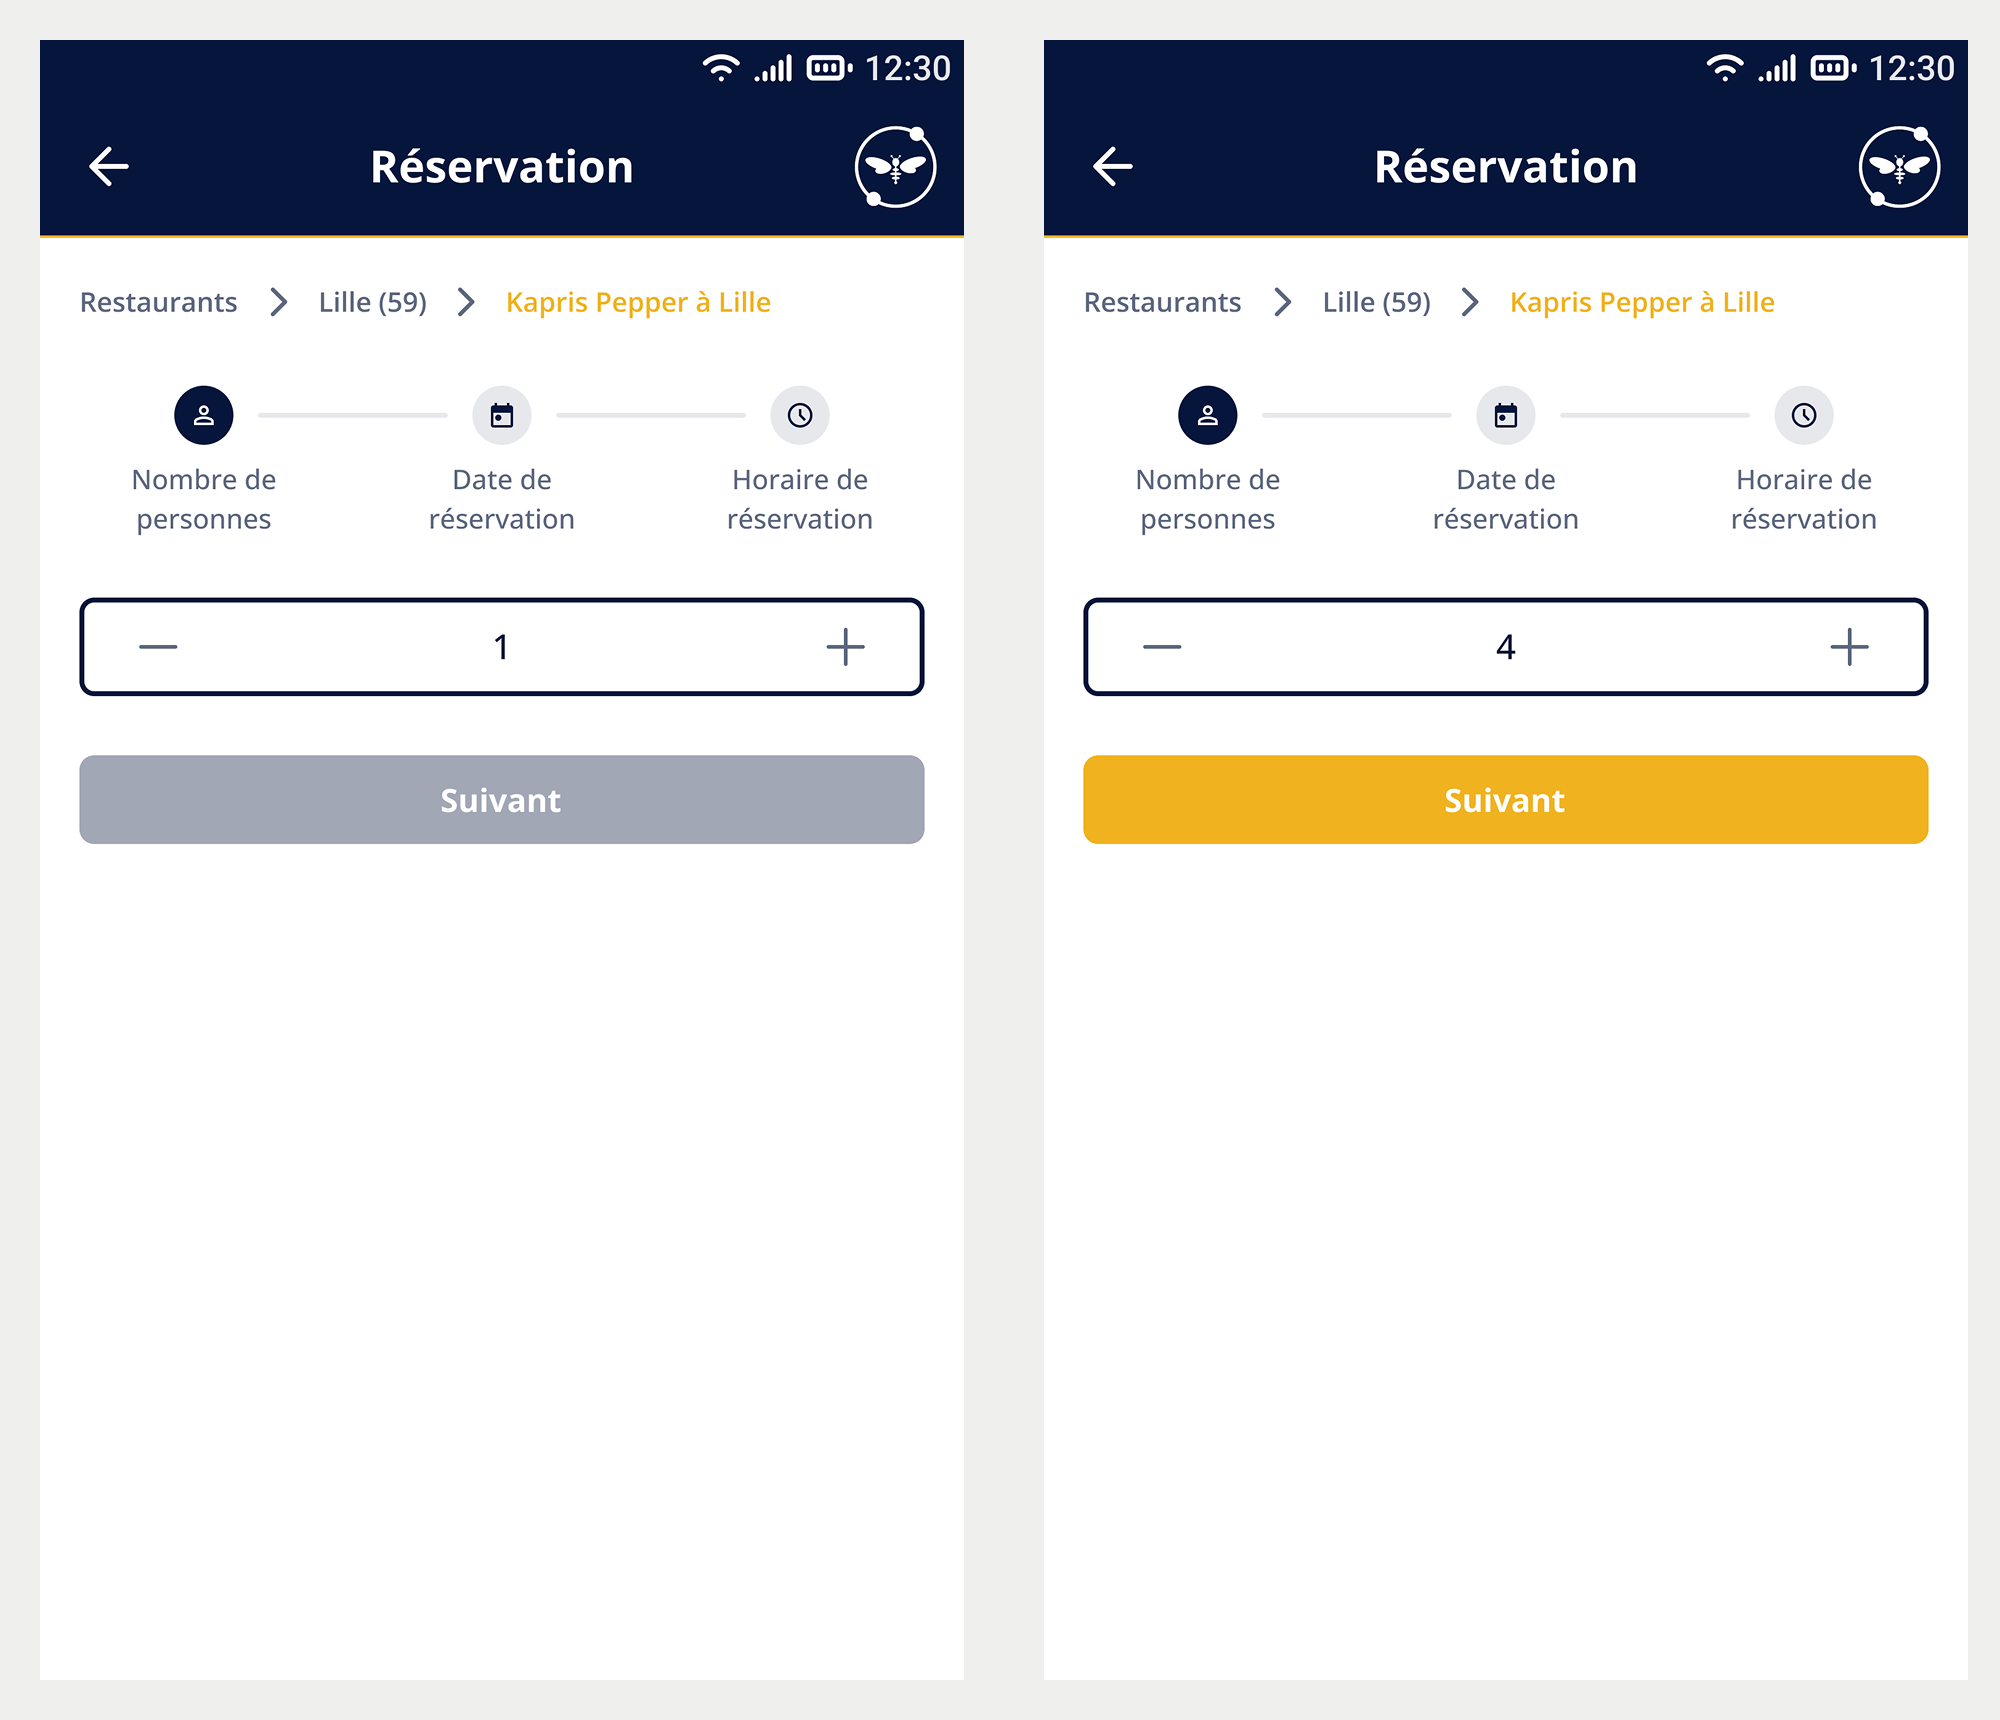 12:30
Réservation
Restaurants > Lille (59) > Kapris Pepper à Lille
Nombre de personnes
Date de réservation
Horaire de réservation
1
Suivant
12:30
Réservation
Restaurants > Lille (59) > Kapris Pepper à Lille
Nombre de personnes
Date de réservation
Horaire de réservation
4
Suivant